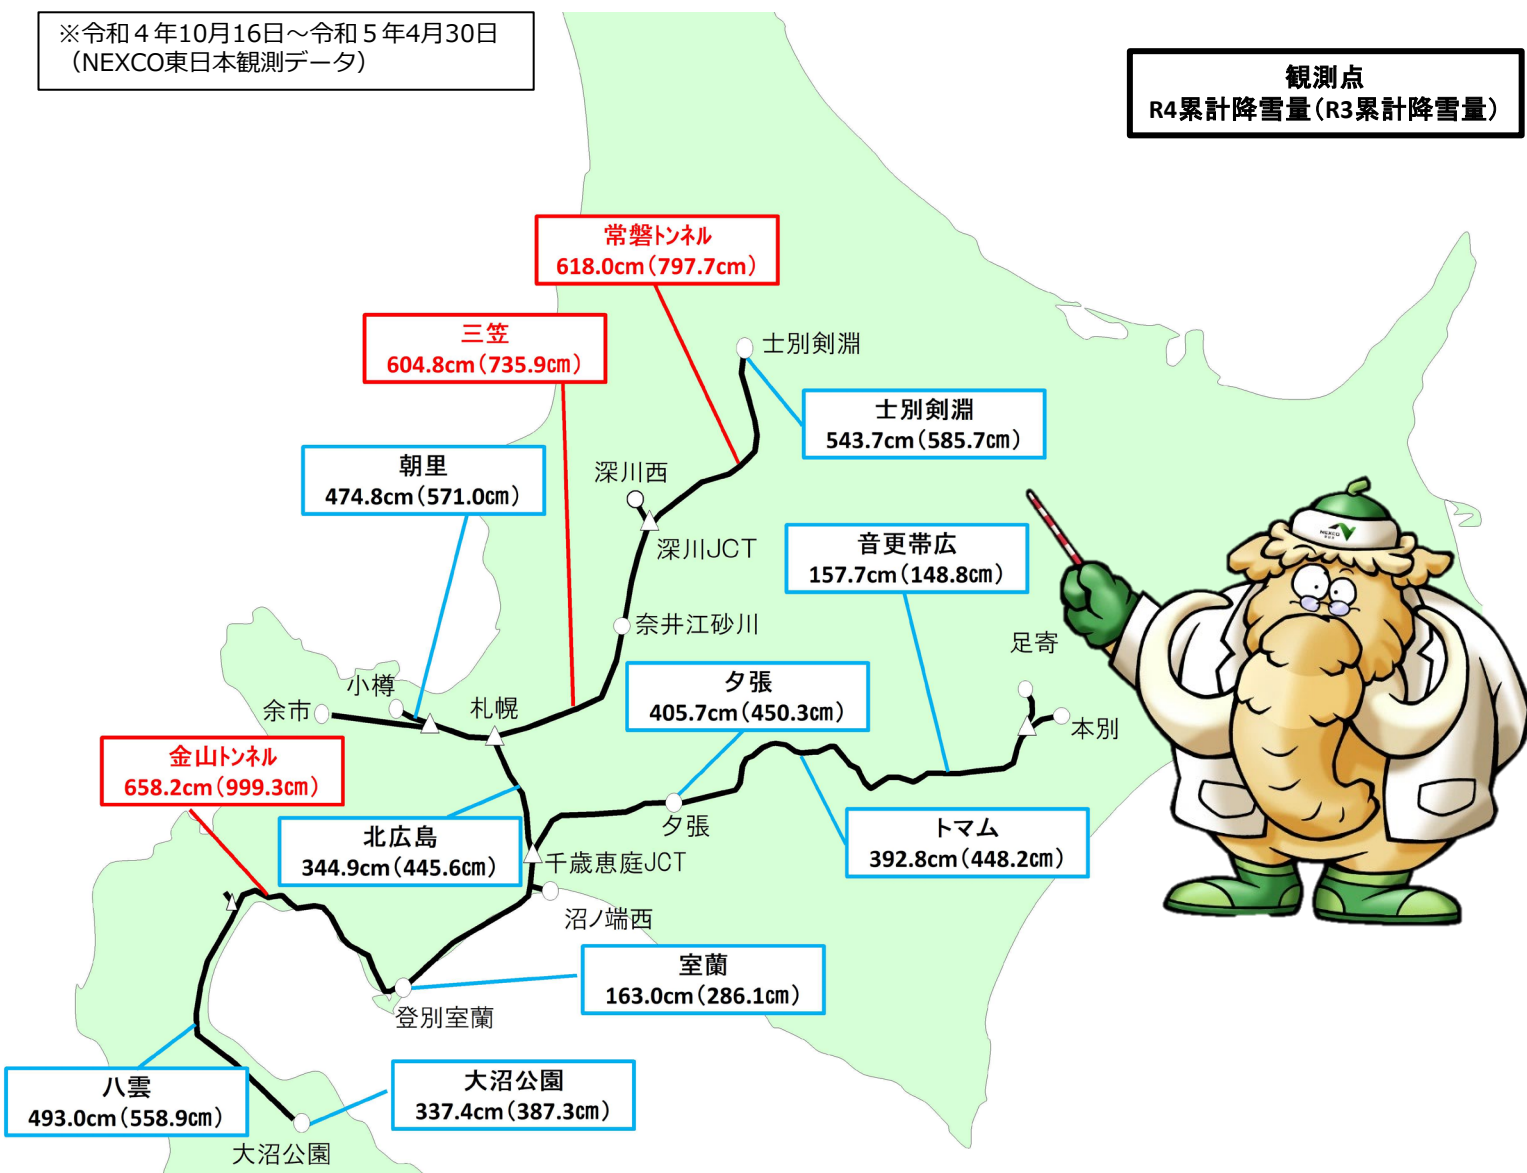 ※令和４年10月16日～令和５年4月30日
（NEXCO東日本観測データ）
観測点
R4累計降雪量（R3累計降雪量）
常磐トンネル
618.0cm（797.7cm）
三笠
604.8cm（735.9㎝）
士別剣淵
士別剣淵
543.7cm（585.7㎝）
朝里
474.8cm（571.0㎝）
深川西
深川JCT
音更帯広
157.7cm（148.8㎝）
NEXCO
奈井江砂川
足寄
夕張
405.7cm（450.3㎝）
小樽
余市
札幌
本別
金山トンネル
658.2cm（999.3㎝）
夕張
北広島
344.9cm（445.6㎝）
トマム
392.8cm（448.2㎝）
千歳恵庭JCT
沼ノ端西
室蘭
163.0cm（286.1㎝）
登別室蘭
八雲
493.0cm（558.9㎝）
大沼公園
337.4cm（387.3㎝）
大沼公園